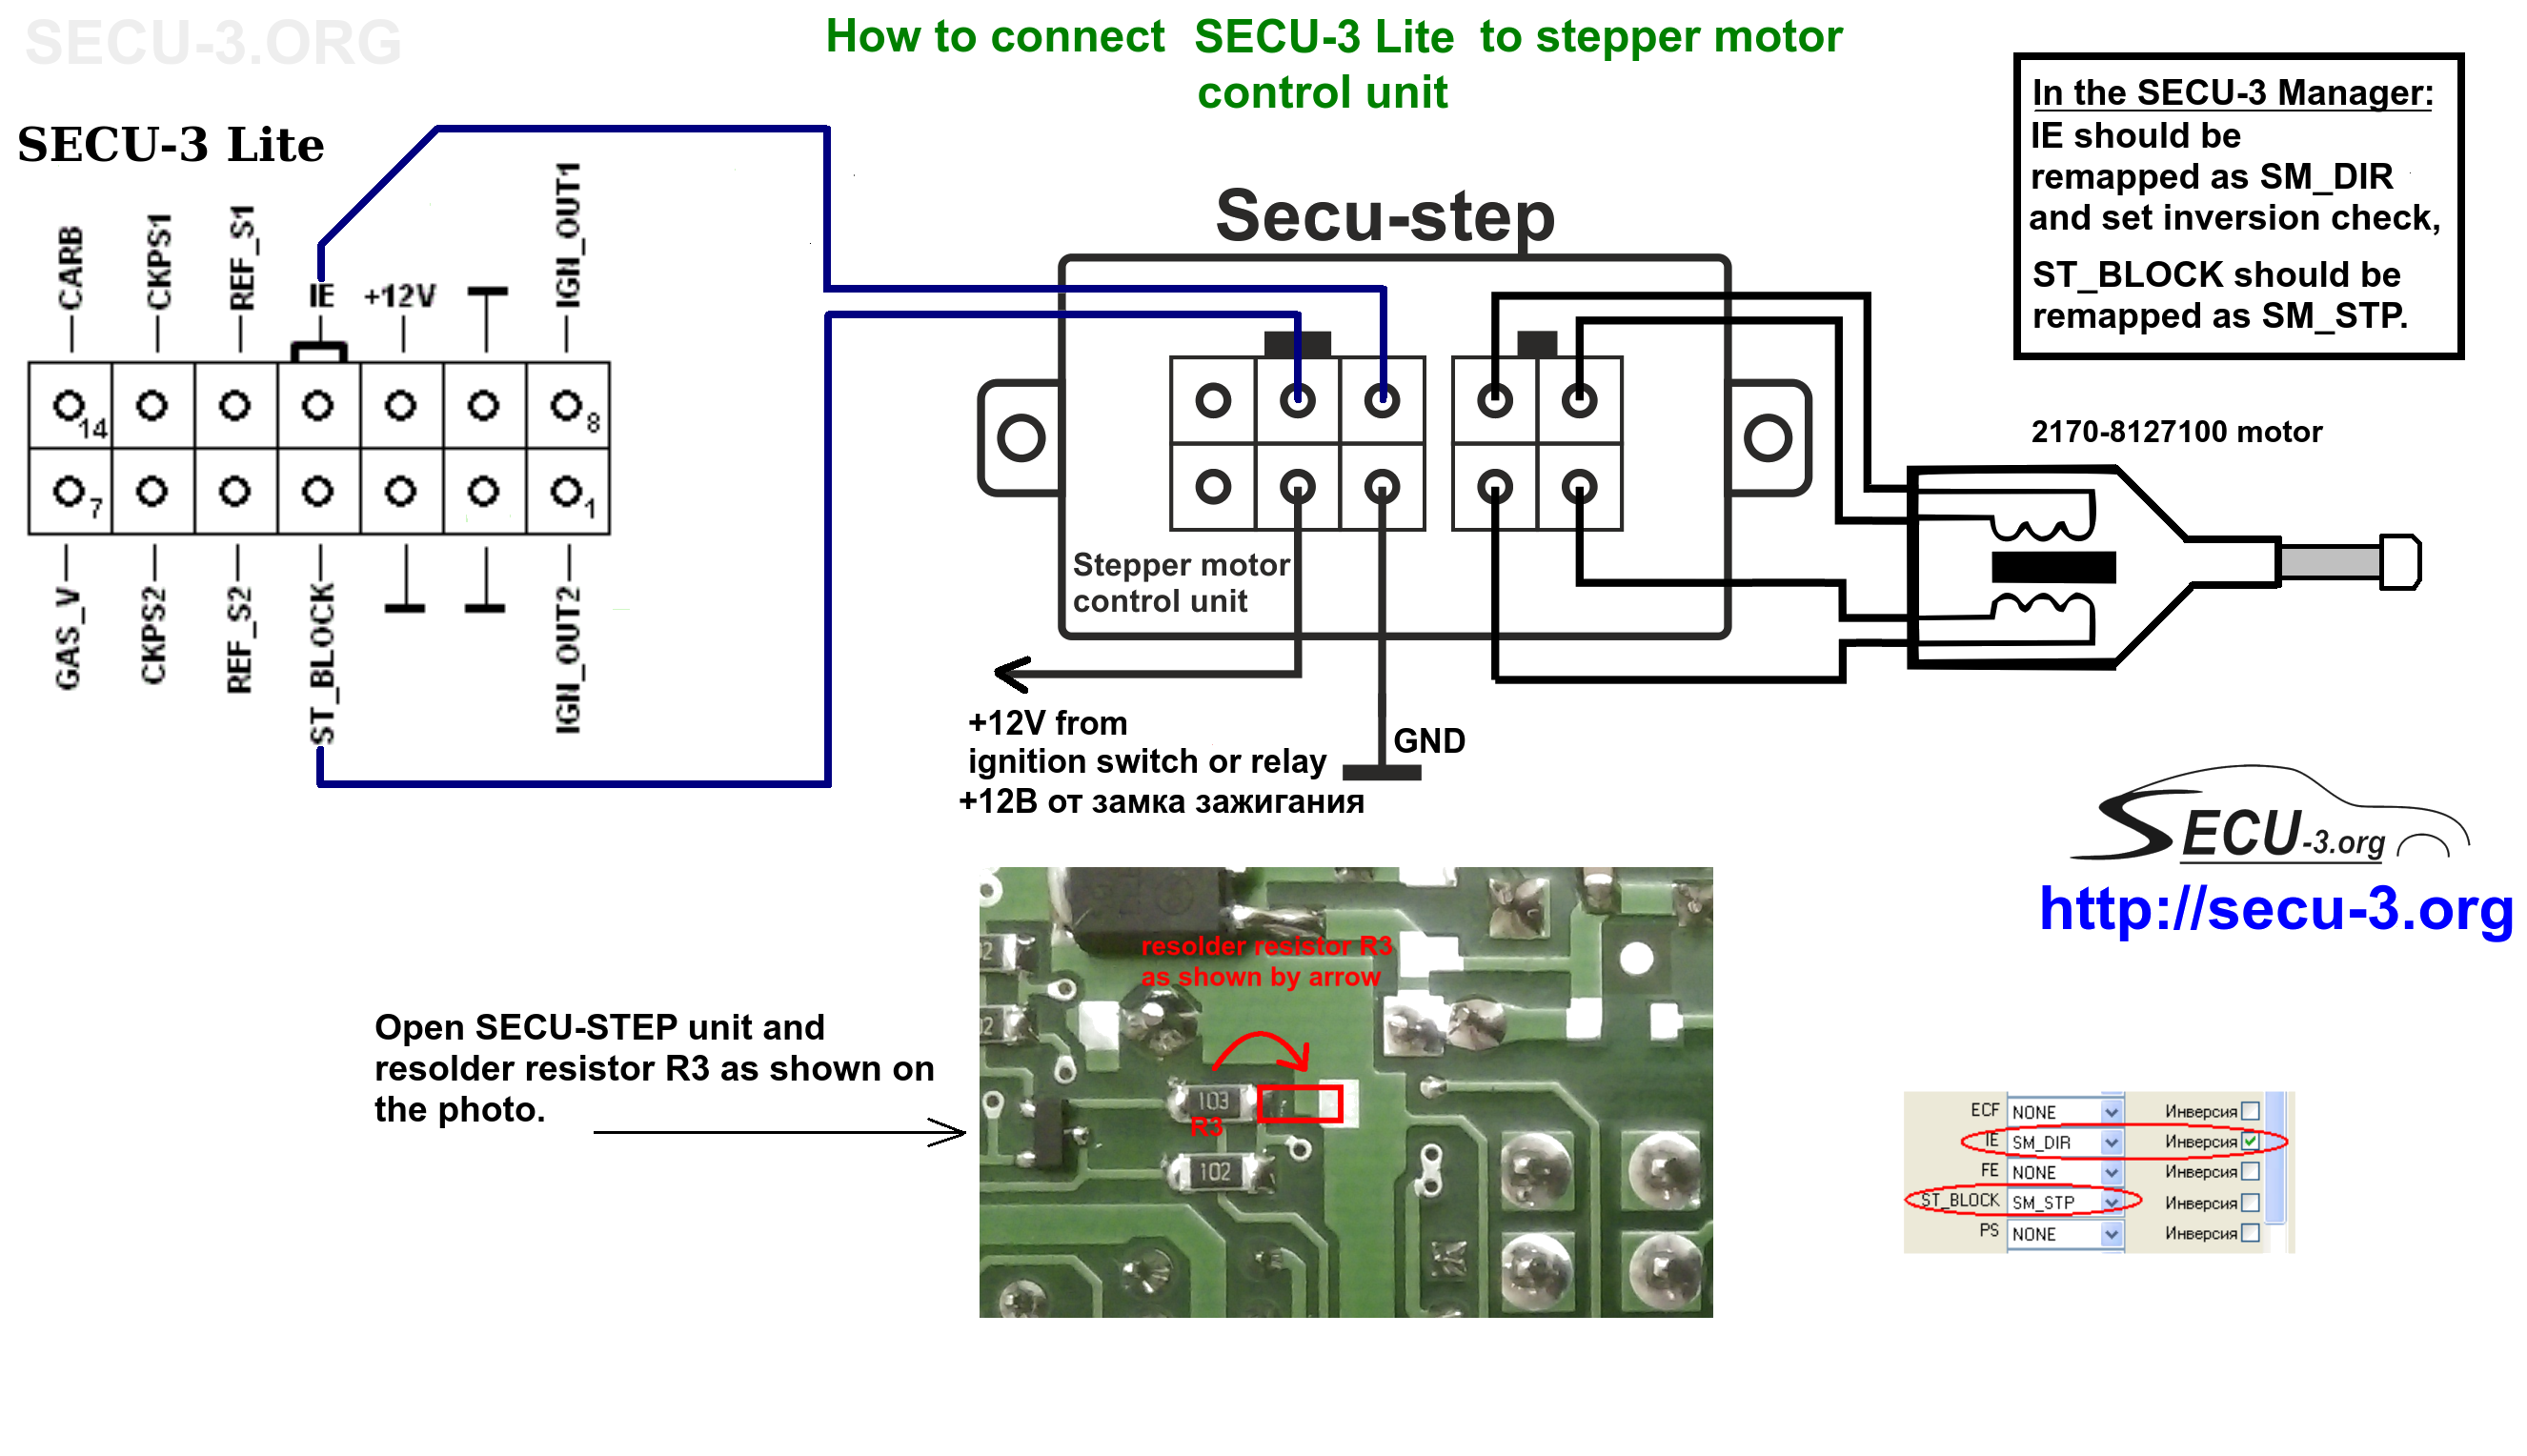 SECU-3.ORG
How to connect SECU-3 Lite to stepper motor
control unit
SECU-3 Lite
CARB
CKPS1
REF_S1
IE
+12V
IGN_OUT1
14
8
7
1
GAS_V
CKPS2
REF_S2
ST_BLOCK
IGN_OUT2
Secu-step
Stepper motor
control unit
+12V from
ignition switch or relay
+12В от замка зажигания
GND
In the SECU-3 Manager:
IE should be
remapped as SM_DIR
and set inversion check,
ST_BLOCK should be
remapped as SM_STP.
2170-8127100 motor
SECU-3.org
http://secu-3.org
Open SECU-STEP unit and
resolder resistor R3 as shown on
the photo.
resolder resistor R3
as shown by arrow
103
R3
102
ECF NONE Инверсия
IE SM_DIR Инверсия
FE NONE Инверсия
ST_BLOCK SM_STP Инверсия
PS NONE Инверсия